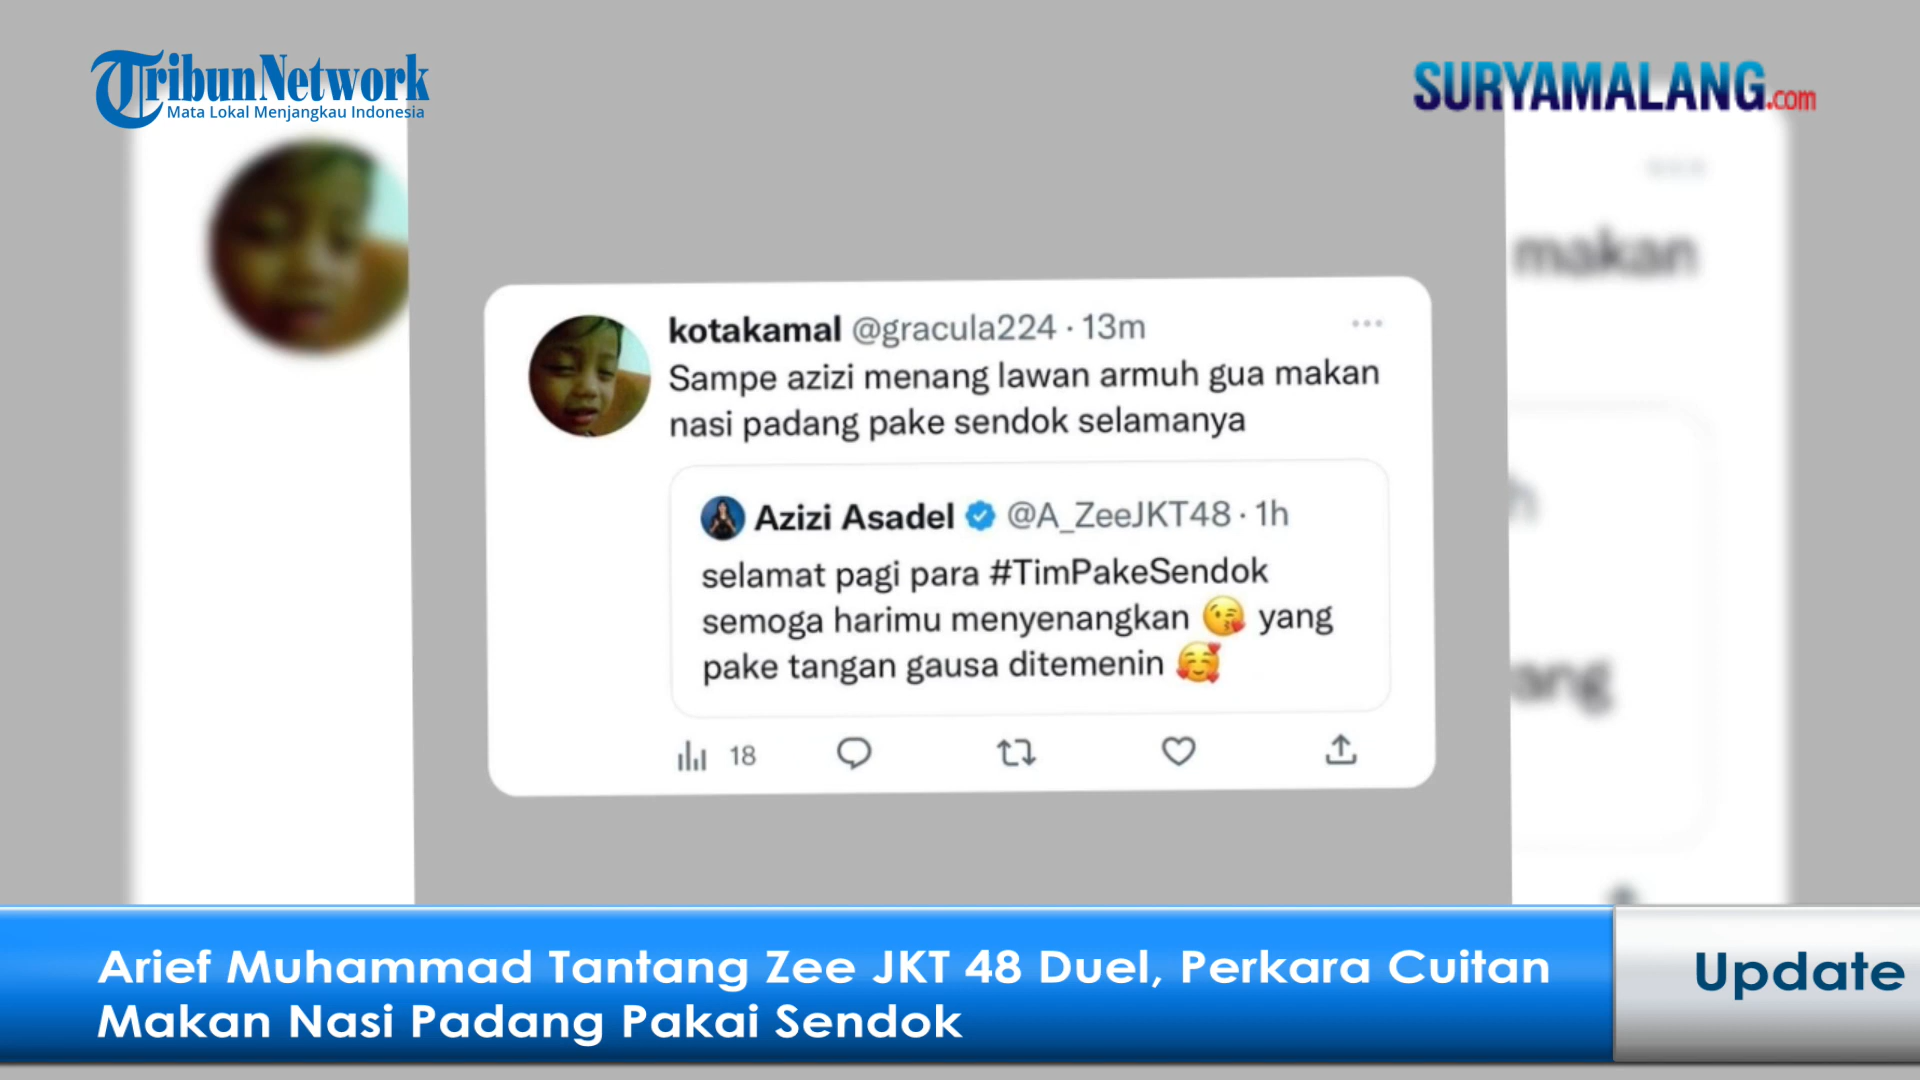 TribunNetwork
Mata Lokal Menjangkau Indonesia
SURYAMALANG.com
makan
kotakamal @gracula224 · 13m
Sampe azizi menang lawan armuh gua makan
nasi padang pake sendok selamanya
Azizi Asadel @A_ZeeJKT48 · 1h
selamat pagi para #TimPakeSendok
semoga harimu menyenangkan 😘 yang
pake tangan gausa ditemenin 🥰
18
Arief Muhammad Tantang Zee JKT 48 Duel, Perkara Cuitan
Makan Nasi Padang Pakai Sendok
Update